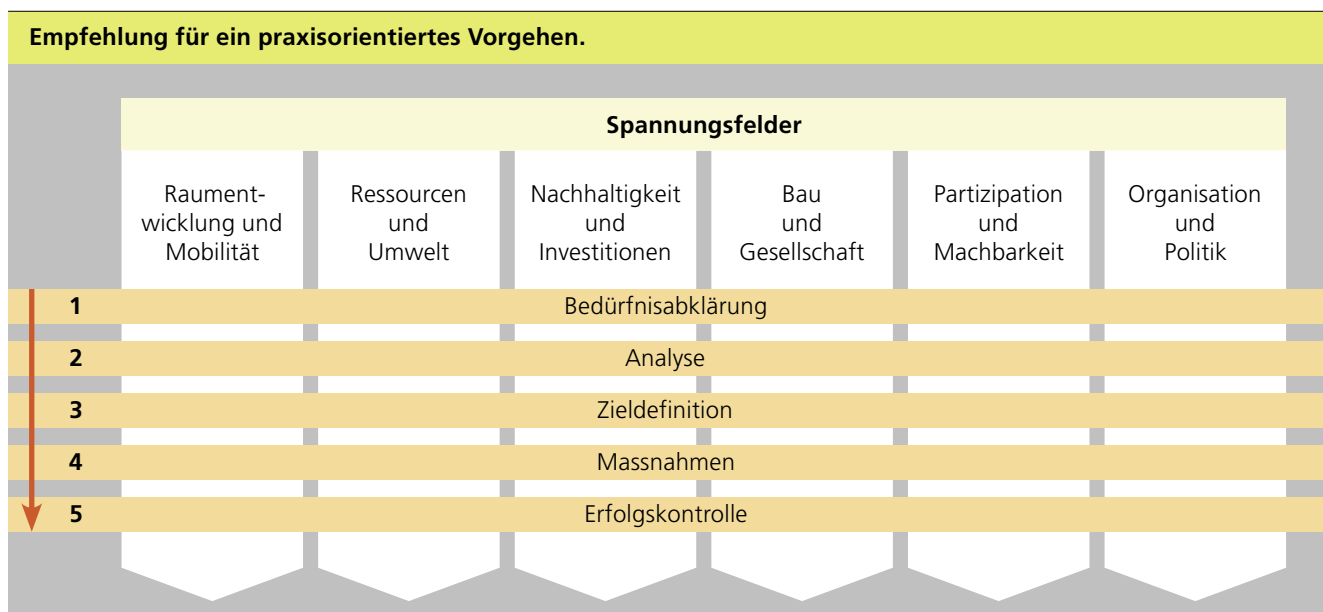 Empfehlung für ein praxisorientiertes Vorgehen.
Spannungsfelder
Raument-
wicklung und
Mobilität
Ressourcen
und
Umwelt
Nachhaltigkeit
und
Investitionen
Bau
und
Gesellschaft
Partizipation
und
Machbarkeit
Organisation
und
Politik
1 Bedürfnisabklärung
2 Analyse
3 Zieldefinition
4 Massnahmen
5 Erfolgskontrolle